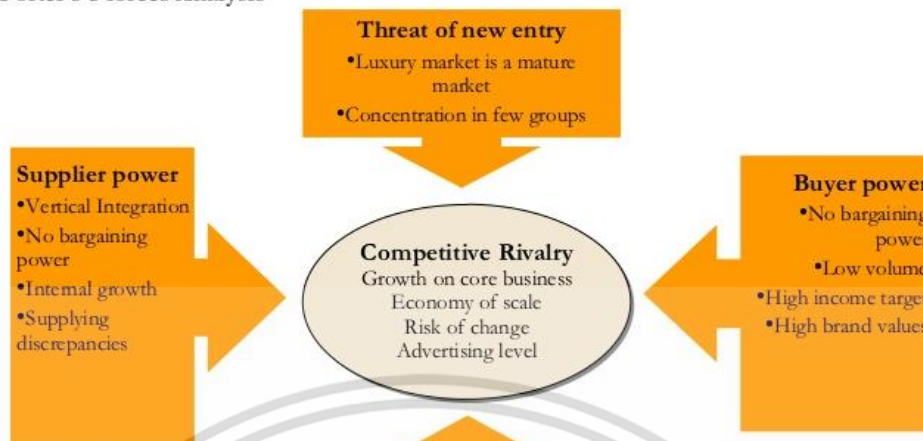 Threat of new entry
•Luxury market is a mature
market
•Concentration in few groups
Supplier power
•Vertical Integration
•No bargaining
power
•Internal growth
•Supplying
discrepancies
Competitive Rivalry
Growth on core business
Economy of scale
Risk of change
Advertising level
Buyer power
•No bargaining
power
•Low volume
•High income target
•High brand values